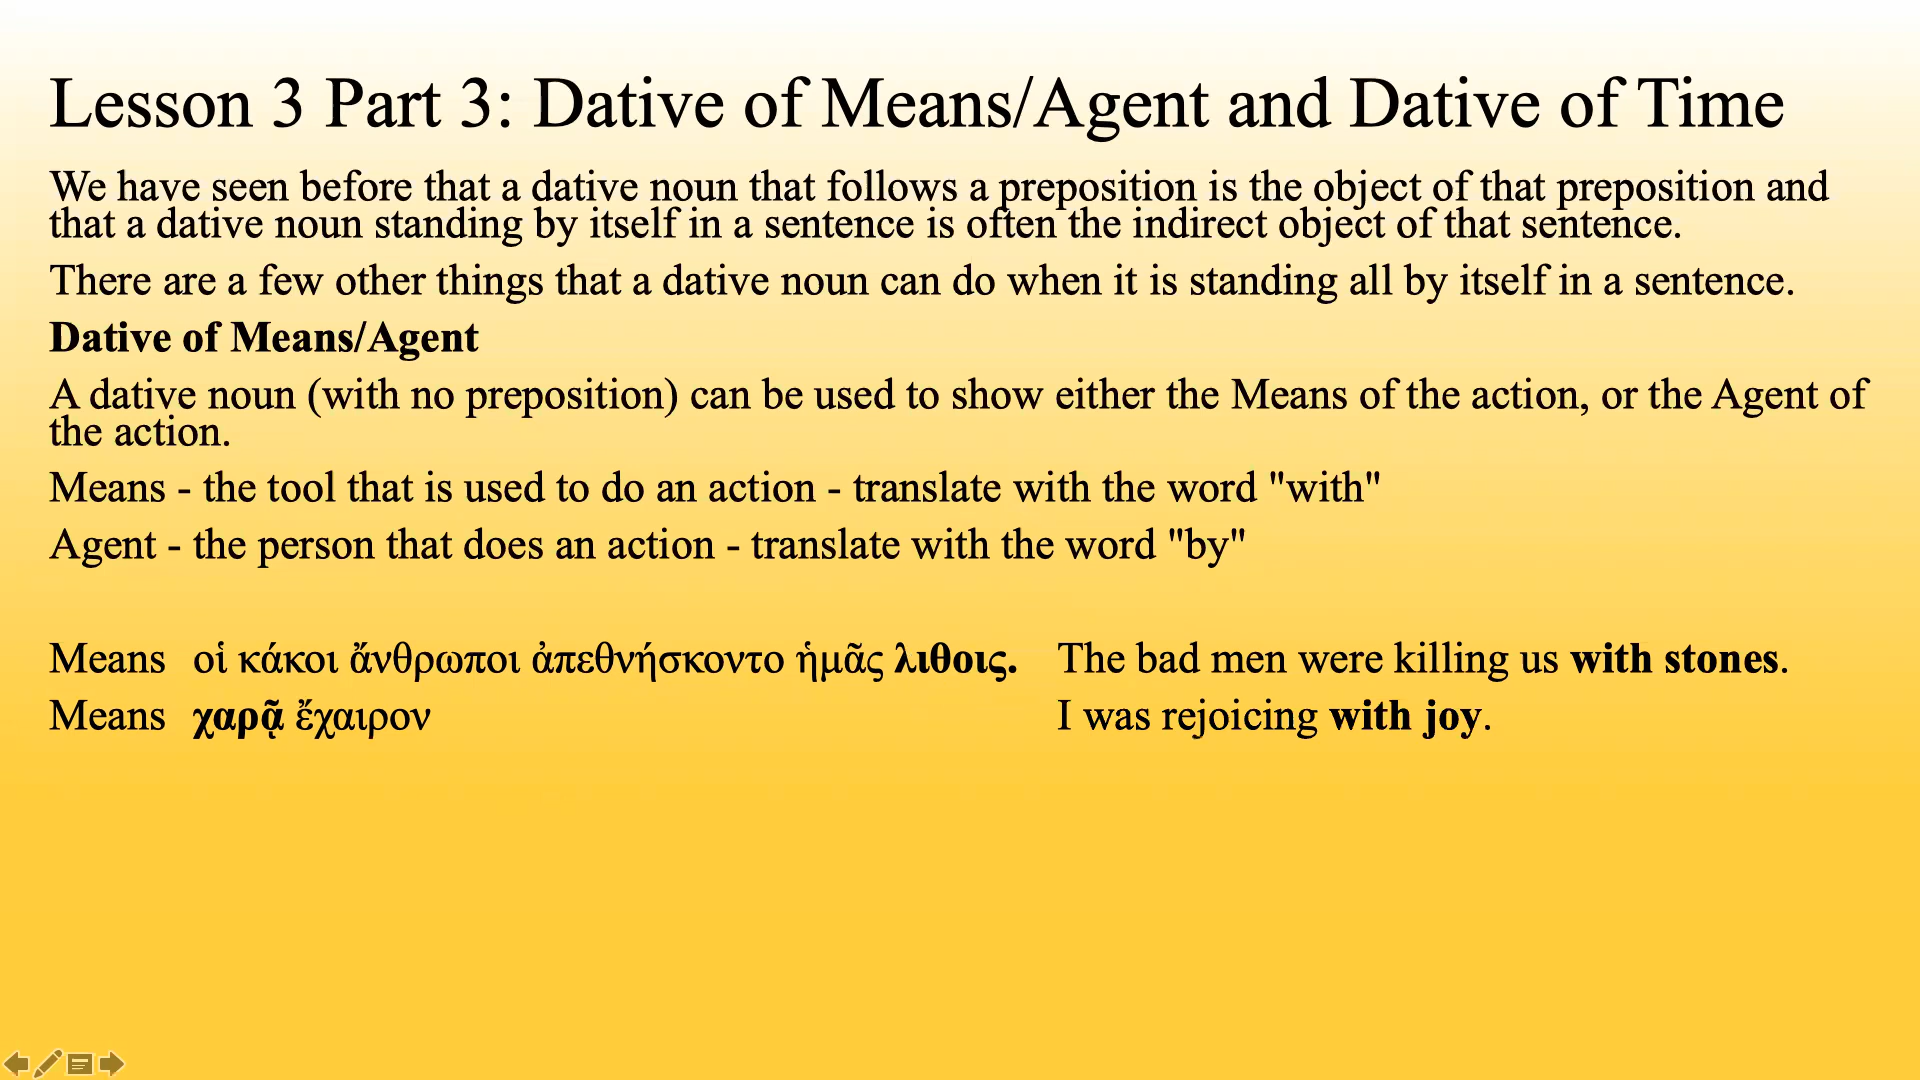 Lesson 3 Part 3: Dative of Means/Agent and Dative of Time
We have seen before that a dative noun that follows a preposition is the object of that preposition and
that a dative noun standing by itself in a sentence is often the indirect object of that sentence.
There are a few other things that a dative noun can do when it is standing all by itself in a sentence.
Dative of Means/Agent
A dative noun (with no preposition) can be used to show either the Means of the action, or the Agent of
the action.
Means - the tool that is used to do an action - translate with the word "with"
Agent - the person that does an action - translate with the word "by"
Means οἱ κάκοι ἄνθρωποι ἀπεθνήσκοντο ἡμᾶς λιθοις. The bad men were killing us with stones.
Means χαρᾷ ἔχαιρον I was rejoicing with joy.